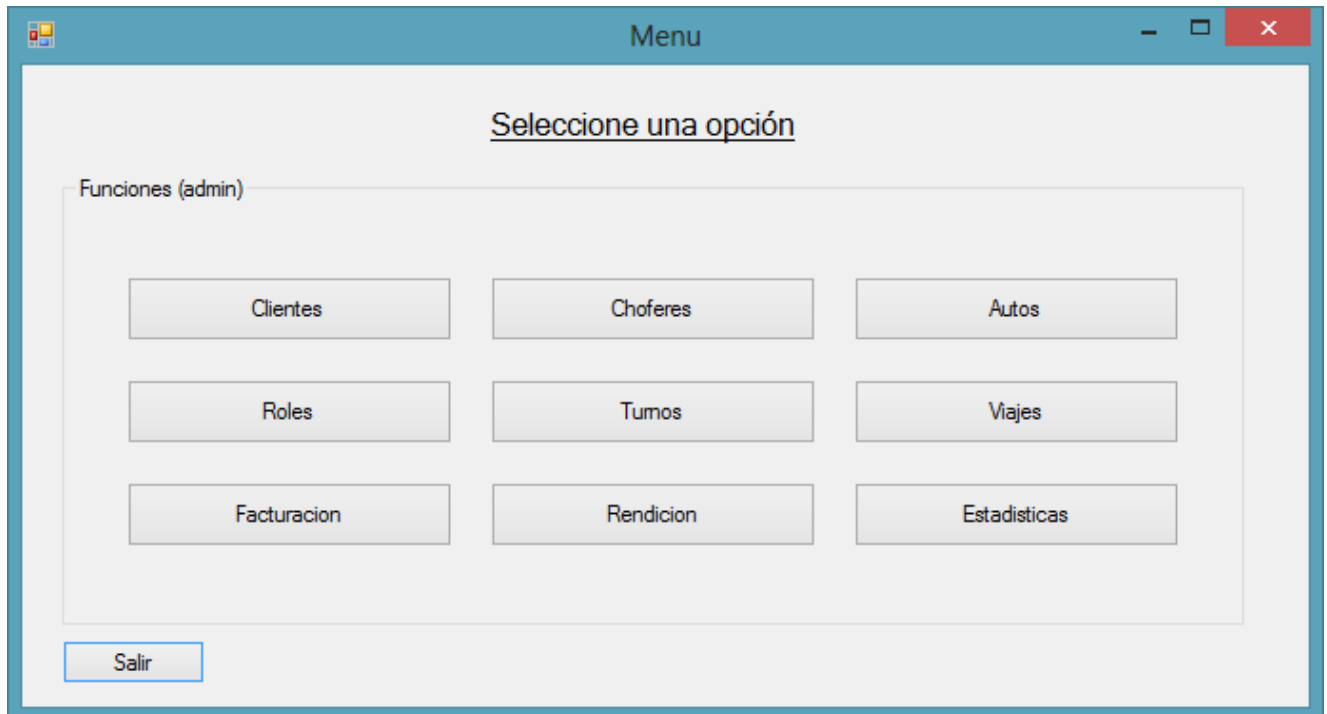 Menu
Seleccione una opción
Funciones (admin)
Clientes
Choferes
Autos
Roles
Turnos
Viajes
Facturacion
Rendicion
Estadisticas
Salir